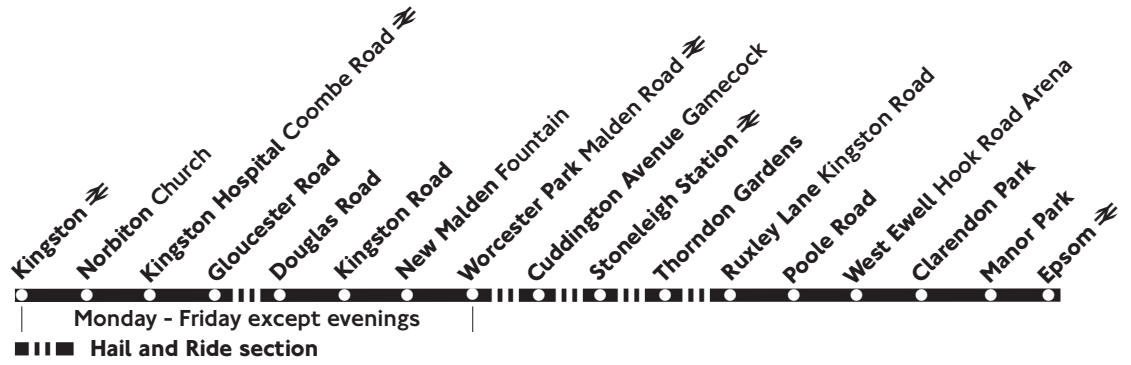 Kingston
Norbiton Church
Kingston Hospital Coombe Road
Gloucester Road
Douglas Road
Kingston Road
New Malden Fountain
Worcester Park Malden Road
Cuddington Avenue Gamecock
Stoneleigh Station
Thorndon Gardens
Ruxley Lane Kingston Road
Poole Road
West Ewell Hook Road Arena
Clarendon Park
Manor Park
Epsom
Monday - Friday except evenings
Hail and Ride section